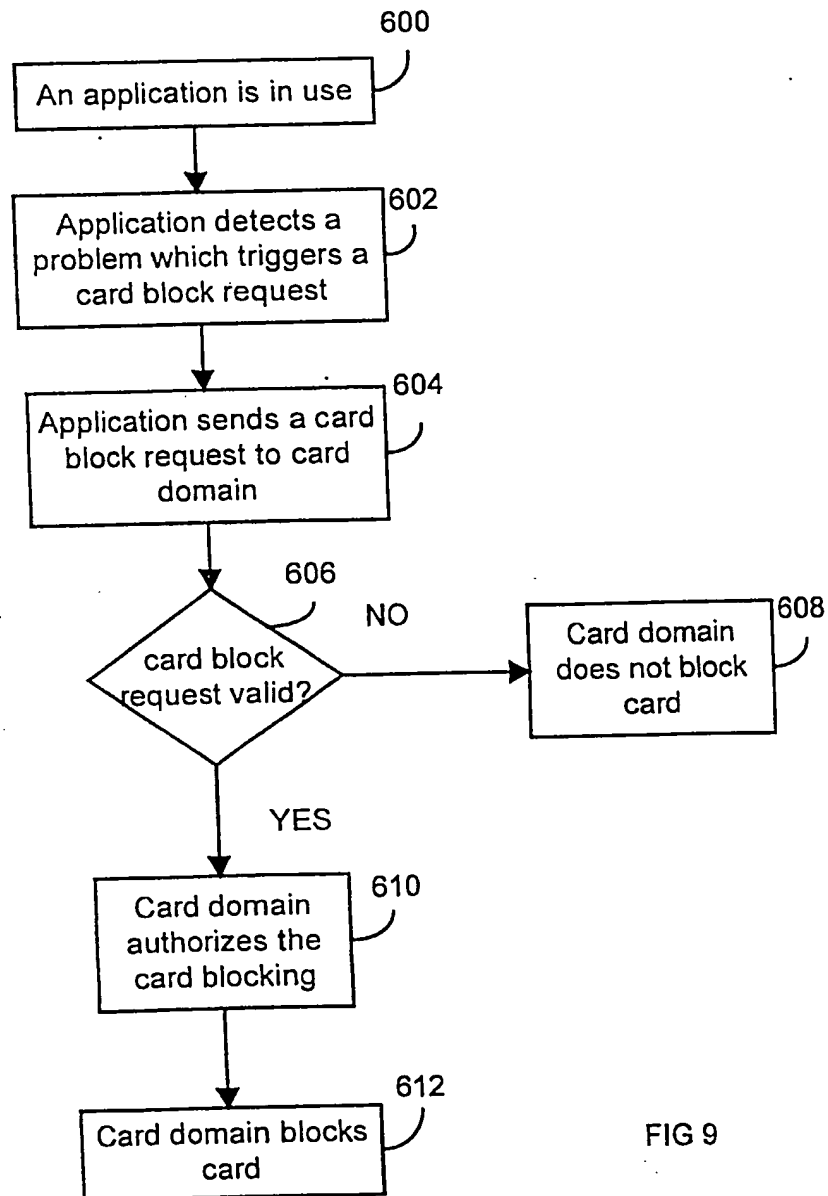 600
An application is in use
602
Application detects a
problem which triggers a
card block request
604
Application sends a card
block request to card
domain
606
NO
608
card block
request valid?
Card domain
does not block
card
YES
610
Card domain
authorizes the
card blocking
612
Card domain blocks
card
FIG 9